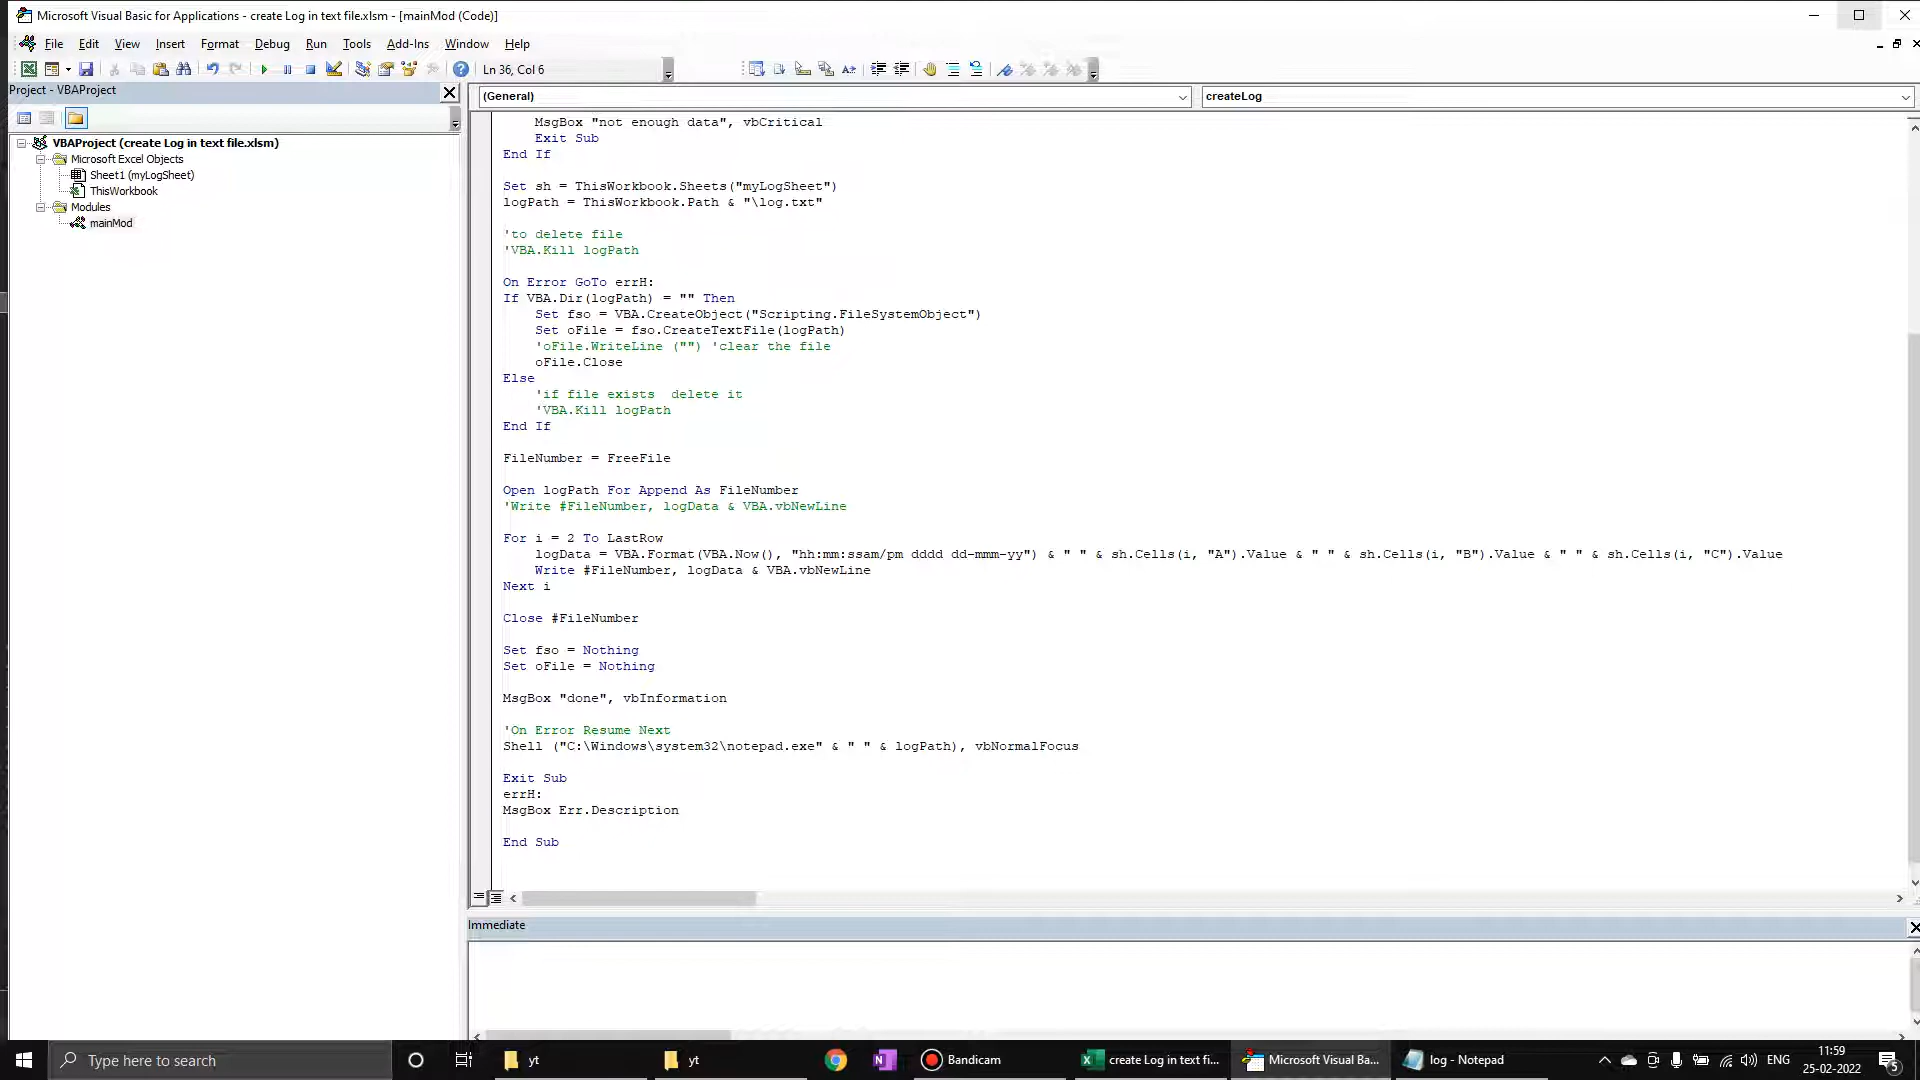 Microsoft Visual Basic for Applications - create Log in text file.xlsm - [mainMod (Code)]
File Edit View Insert Format Debug Run Tools Add-Ins Window Help
Ln 36, Col 6
Project - VBAProject
VBAProject (create Log in text file.xlsm)
Microsoft Excel Objects
Sheet1 (myLogSheet)
ThisWorkbook
Modules
mainMod
(General) createLog
MsgBox "not enough data", vbCritical
Exit Sub
End If
Set sh = ThisWorkbook.Sheets("myLogSheet")
logPath = ThisWorkbook.Path & "\log.txt"
'to delete file
'VBA.Kill logPath
On Error GoTo errH:
If VBA.Dir(logPath) = "" Then
Set fso = VBA.CreateObject("Scripting.FileSystemObject")
Set oFile = fso.CreateTextFile(logPath)
'oFile.WriteLine ("") 'clear the file
oFile.Close
Else
'if file exists  delete it
'VBA.Kill logPath
End If
FileNumber = FreeFile
Open logPath For Append As FileNumber
'Write #FileNumber, logData & VBA.vbNewLine
For i = 2 To LastRow
logData = VBA.Format(VBA.Now(), "hh:mm:ssam/pm dddd dd-mmm-yy") & " " & sh.Cells(i, "A").Value & " " & sh.Cells(i, "B").Value & " " & sh.Cells(i, "C").Value
Write #FileNumber, logData & VBA.vbNewLine
Next i
Close #FileNumber
Set fso = Nothing
Set oFile = Nothing
MsgBox "done", vbInformation
'On Error Resume Next
Shell ("C:\Windows\system32\notepad.exe" & " " & logPath), vbNormalFocus
Exit Sub
errH:
MsgBox Err.Description
End Sub
Immediate
Type here to search
yt
yt
Bandicam
create Log in text fi...
Microsoft Visual Ba...
log - Notepad
ENG
11:59
25-02-2022
5